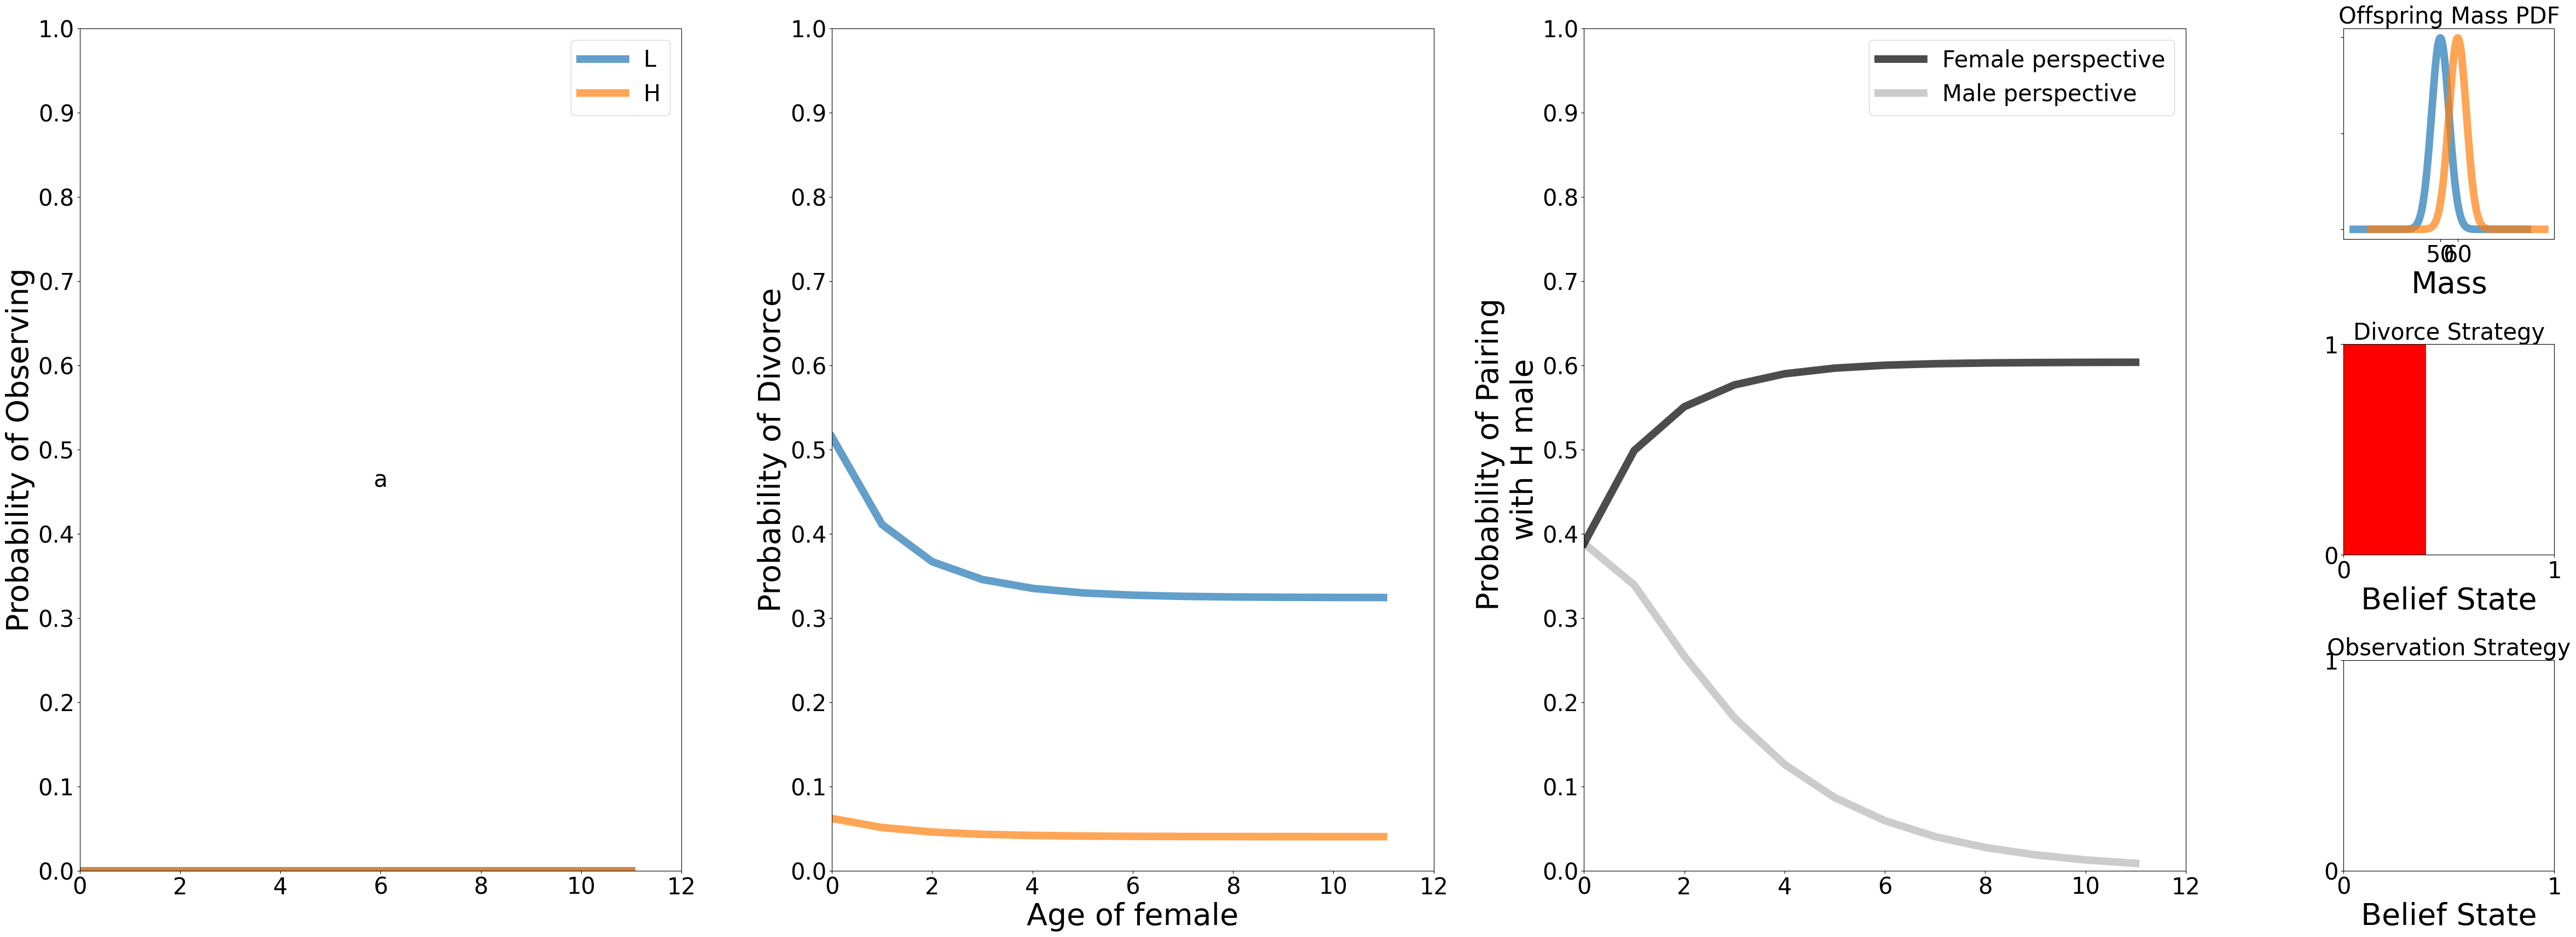 Probability of Observing
1.0
0.9
0.8
0.7
0.6
0.5
0.4
0.3
0.2
0.1
0.0
0 2 4 6 8 10 12
L
H
a
Probability of Divorce
1.0
0.9
0.8
0.7
0.6
0.5
0.4
0.3
0.2
0.1
0.0
0 2 4 6 8 10 12
Age of female
Probability of Pairing
with H male
1.0
0.9
0.8
0.7
0.6
0.5
0.4
0.3
0.2
0.1
0.0
0 2 4 6 8 10 12
Female perspective
Male perspective
Offspring Mass PDF
50 60
Mass
Divorce Strategy
1
0
0 1
Belief State
Observation Strategy
1
0
0 1
Belief State